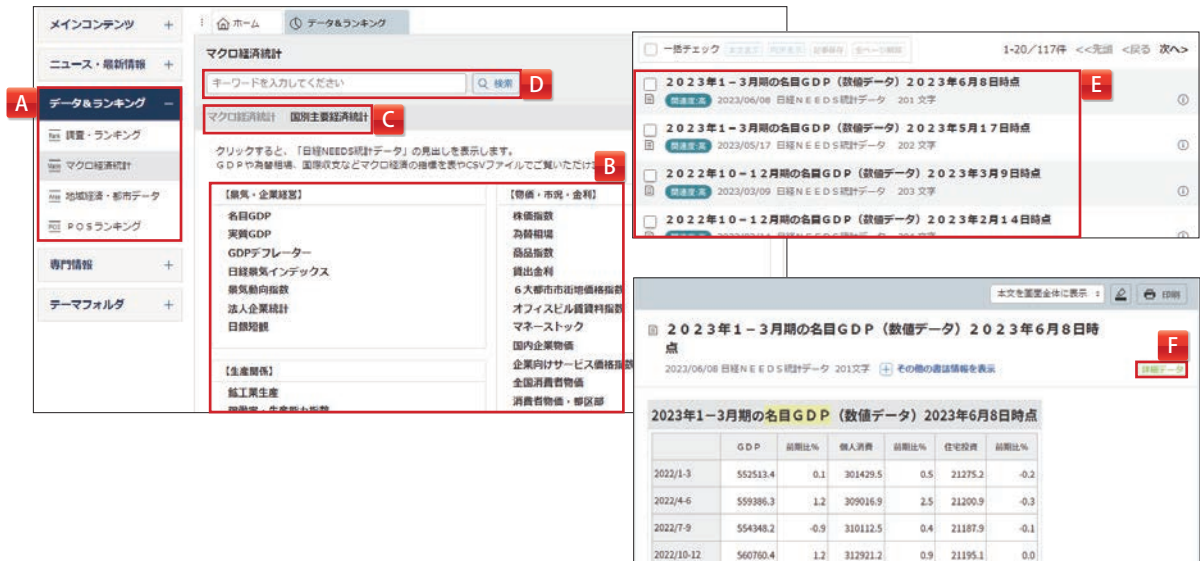 メインコンテンツ +
ニュース・最新情報 +
A
データ&ランキング −
調査・ランキング
マクロ経済統計
地域経済・都市データ
POSランキング
専門情報 +
テーマフォルダ +
ホーム
データ&ランキング
マクロ経済統計
キーワードを入力してください
検索
D
マクロ経済統計 国別主要経済統計
C
クリックすると、「日経NEEDS統計データ」の見出しを表示します。
GDPや為替相場、国際収支などマクロ経済の指標を表やCSVファイルでご覧いただけ
B
【景気・企業経営】
名目GDP
実質GDP
GDPデフレーター
日経景気インデックス
景気動向指数
法人企業統計
日銀短観
【生産関係】
鉱工業生産
稼働率・生産能力指数
【物価・市況・金利】
株価指数
為替相場
商品指数
貸出金利
6大都市市街地価格指数
オフィスビル賃貸料指数
マネーストック
国内企業物価
企業向けサービス価格指数
全国消費者物価
消費者物価・都区部
一括チェック
1-20/117件 <<先頭 <戻る 次へ>
E
2023年1-3月期の名目GDP(数値データ)2023年6月8日時点
関連度:高 2023/06/08 日経NEEDS統計データ 201文字
2023年1-3月期の名目GDP(数値データ)2023年5月17日時点
関連度:高 2023/05/17 日経NEEDS統計データ 202文字
2022年10-12月期の名目GDP(数値データ)2023年3月9日時点
関連度:高 2023/03/09 日経NEEDS統計データ 203文字
2022年10-12月期の名目GDP(数値データ)2023年2月14日時点
本文を画面全体に表示
印刷
2023年1-3月期の名目GDP(数値データ)2023年6月8日時
点
2023/06/08 日経NEEDS統計データ 201文字 + その他の書誌情報を表示
F
詳細データ
2023年1−3月期の名目GDP(数値データ)2023年6月8日時点
GDP 前期比% 個人消費 前期比% 住宅投資 前期比%
2022/1-3 552513.4 0.1 301429.5 0.5 21275.2 -0.2
2022/4-6 559386.3 1.2 309016.9 2.5 21200.9 -0.3
2022/7-9 554348.2 -0.9 310112.5 0.4 21187.9 -0.1
2022/10-12 560760.4 1.2 312921.2 0.9 21195.1 0.0